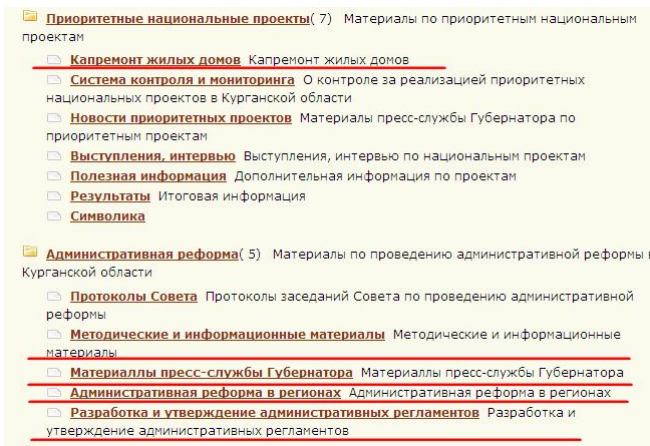 Приоритетные национальные проекты( 7) Материалы по приоритетным национальным
проектам
Капремонт жилых домов Капремонт жилых домов
Система контроля и мониторинга О контроле за реализацией приоритетных
национальных проектов в Курганской области
Новости приоритетных проектов Материалы пресс-службы Губернатора по
приоритетным проектам
Выступления, интервью Выступления, интервью по национальным проектам
Полезная информация Дополнительная информация по проектам
Результаты Итоговая информация
Символика
Административная реформа( 5) Материалы по проведению административной реформы в
Курганской области
Протоколы Совета Протоколы заседаний Совета по проведению административной
реформы
Методические и информационные материалы Методические и информационные
материалы
Материаллы пресс-службы Губернатора Материаллы пресс-службы Губернатора
Административная реформа в регионах Административная реформа в регионах
Разработка и утверждение административных регламентов Разработка и
утверждение административных регламентов